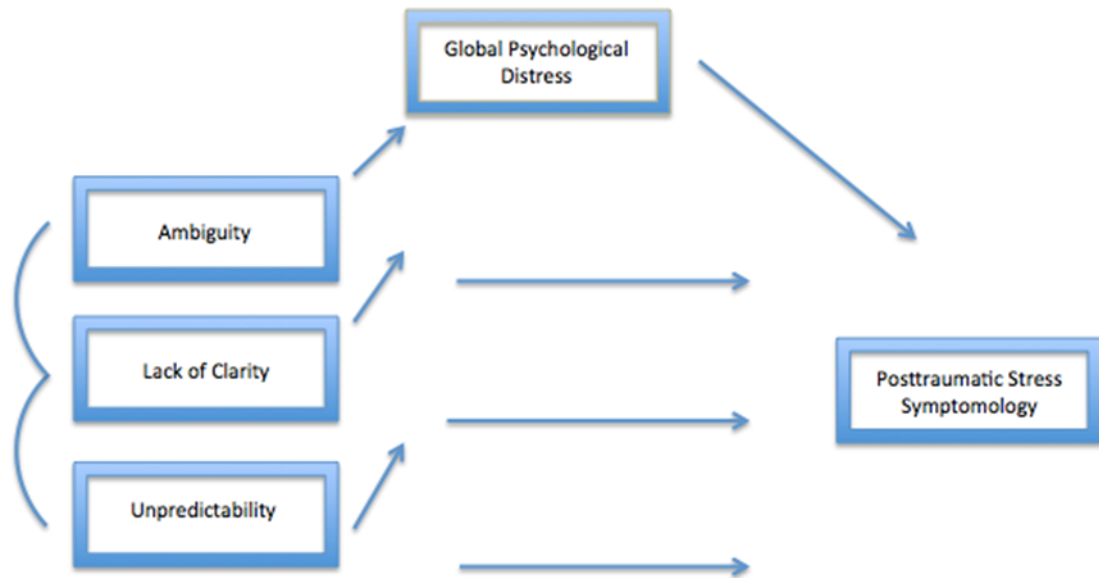 Global Psychological
Distress
Ambiguity
Lack of Clarity
Posttraumatic Stress
Symptomology
Unpredictability